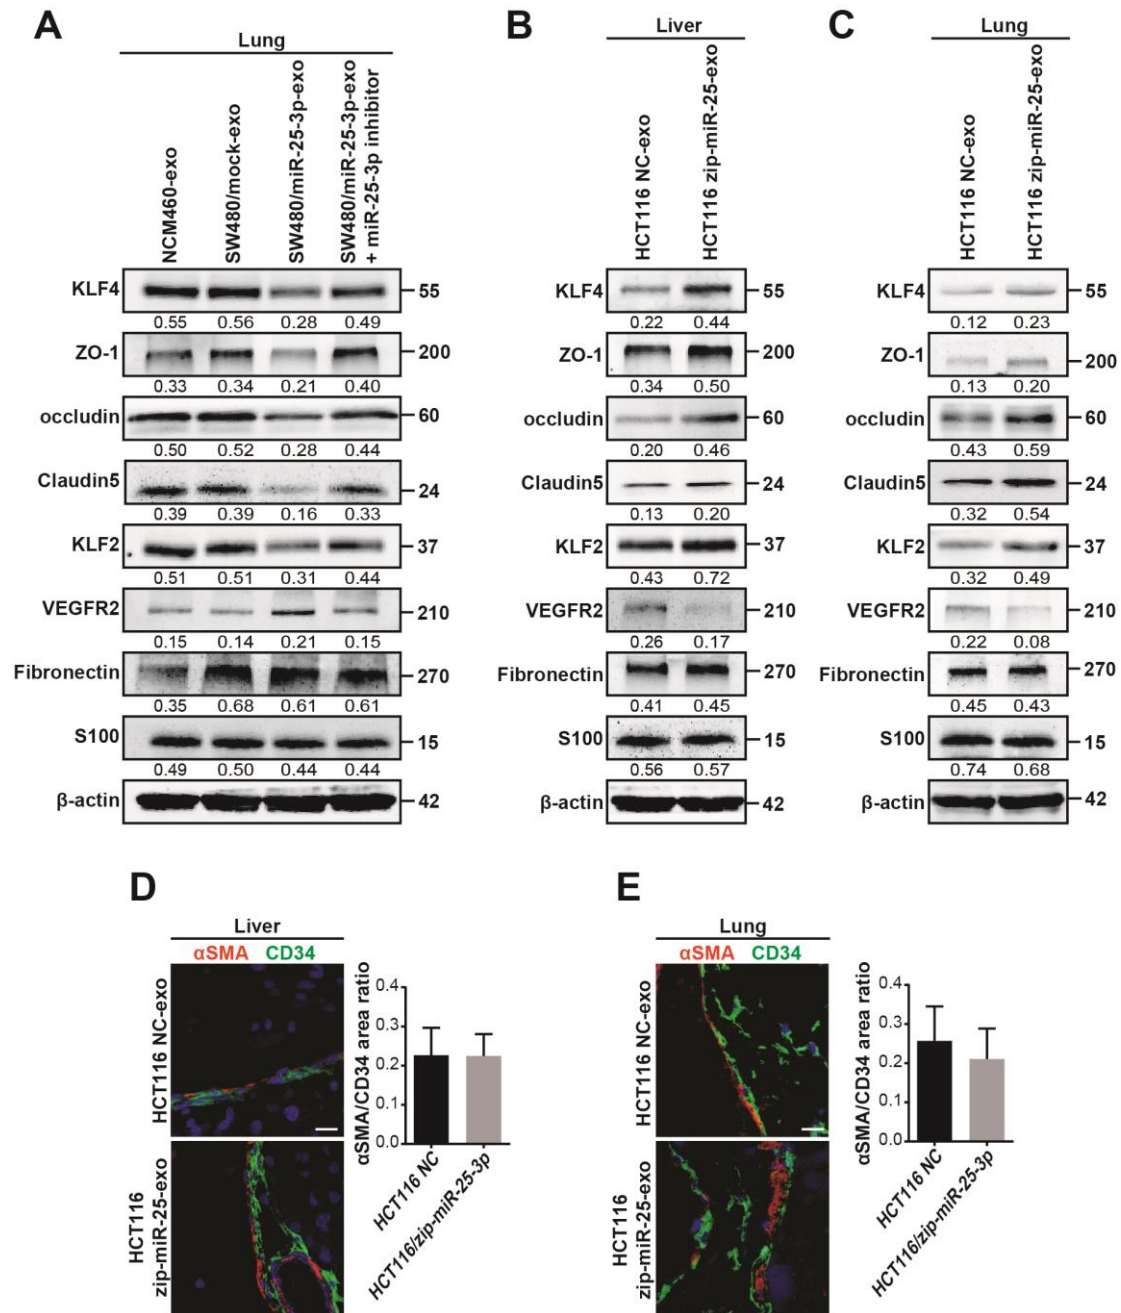 A
Lung
NCM460-exo
SW480/mock-exo
SW480/miR-25-3p-exo
SW480/miR-25-3p-exo
+ miR-25-3p inhibitor
KLF4
55
0.55 0.56 0.28 0.49
ZO-1
200
0.33 0.34 0.21 0.40
occludin
60
0.50 0.52 0.28 0.44
Claudin5
24
0.39 0.39 0.16 0.33
KLF2
37
0.51 0.51 0.31 0.44
VEGFR2
210
0.15 0.14 0.21 0.15
Fibronectin
270
0.35 0.68 0.61 0.61
S100
15
0.49 0.50 0.44 0.44
β-actin
42
B
Liver
HCT116 NC-exo
HCT116 zip-miR-25-exo
KLF4
55
0.22 0.44
ZO-1
200
0.34 0.50
occludin
60
0.20 0.46
Claudin5
24
0.13 0.20
KLF2
37
0.43 0.72
VEGFR2
210
0.26 0.17
Fibronectin
270
0.41 0.45
S100
15
0.56 0.57
β-actin
42
C
Lung
HCT116 NC-exo
HCT116 zip-miR-25-exo
KLF4
55
0.12 0.23
ZO-1
200
0.13 0.20
occludin
60
0.43 0.59
Claudin5
24
0.32 0.54
KLF2
37
0.32 0.49
VEGFR2
210
0.22 0.08
Fibronectin
270
0.45 0.43
S100
15
0.74 0.68
β-actin
42
D
Liver
αSMA CD34
HCT116 NC-exo
HCT116
zip-miR-25-exo
αSMA/CD34 area ratio
0.4
0.3
0.2
0.1
0.0
HCT116 NC
HCT116/zip-miR-25-3p
E
Lung
αSMA CD34
HCT116 NC-exo
HCT116
zip-miR-25-exo
αSMA/CD34 area ratio
0.4
0.3
0.2
0.1
0.0
HCT116 NC
HCT116/zip-miR-25-3p